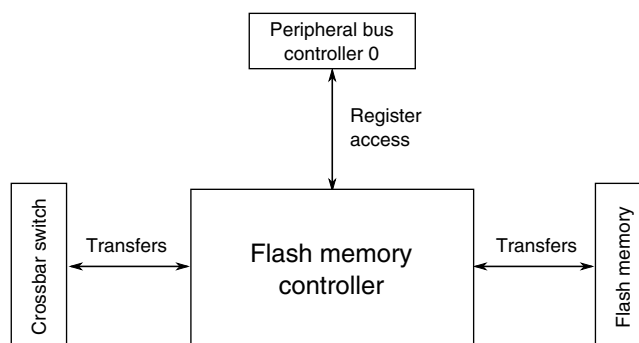 Peripheral bus
controller 0
Register
access
Crossbar switch
Transfers
Flash memory
controller
Transfers
Flash memory